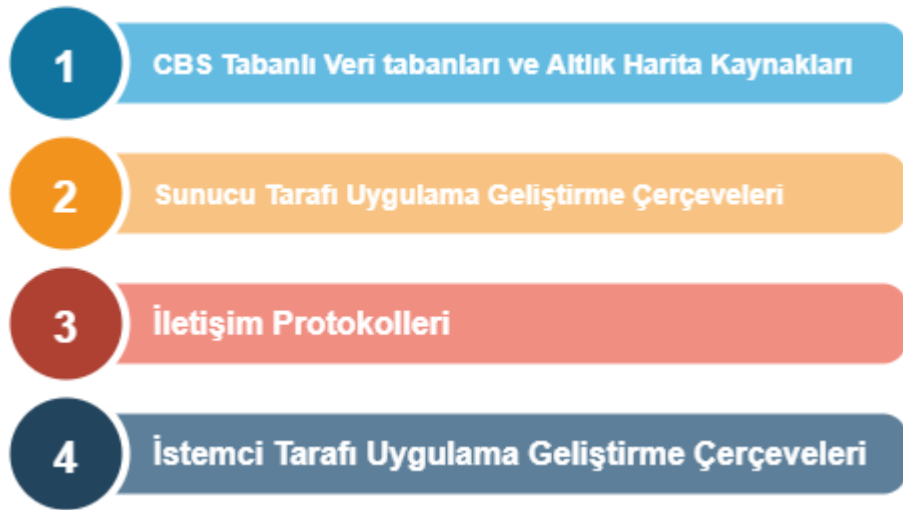 1 CBS Tabanlı Veri tabanları ve Altlık Harita Kaynakları
2 Sunucu Tarafı Uygulama Geliştirme Çerçeveleri
3 İletişim Protokolleri
4 İstemci Tarafı Uygulama Geliştirme Çerçeveleri